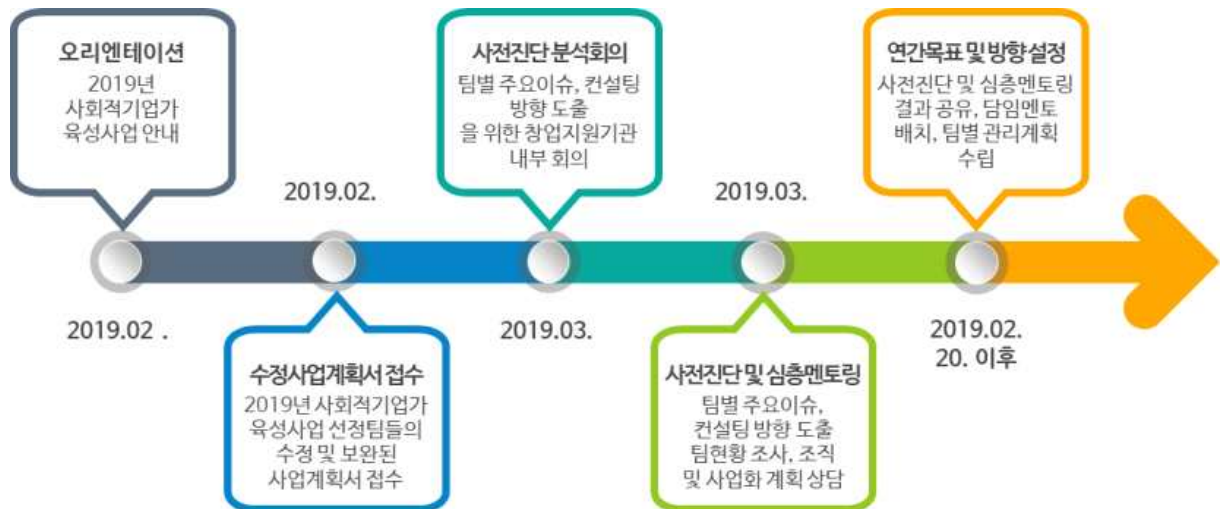 오리엔테이션
2019년
사회적기업가
육성사업 안내
2019.02 .
2019.02.
수정사업계획서 접수
2019년 사회적기업가
육성사업 선정팀들의
수정 및 보완된
사업계획서 접수
사전진단 분석회의
팀별 주요이슈, 컨설팅
방향 도출
을 위한 창업지원기관
내부 회의
2019.03.
2019.03.
사전진단 및 심층멘토링
팀별 주요이슈,
컨설팅 방향 도출
팀현황 조사, 조직
및 사업화 계획 상담
연간목표 및 방향 설정
사전진단 및 심층멘토링
결과 공유, 담임멘토
배치, 팀별 관리계획
수립
2019.02.
20. 이후